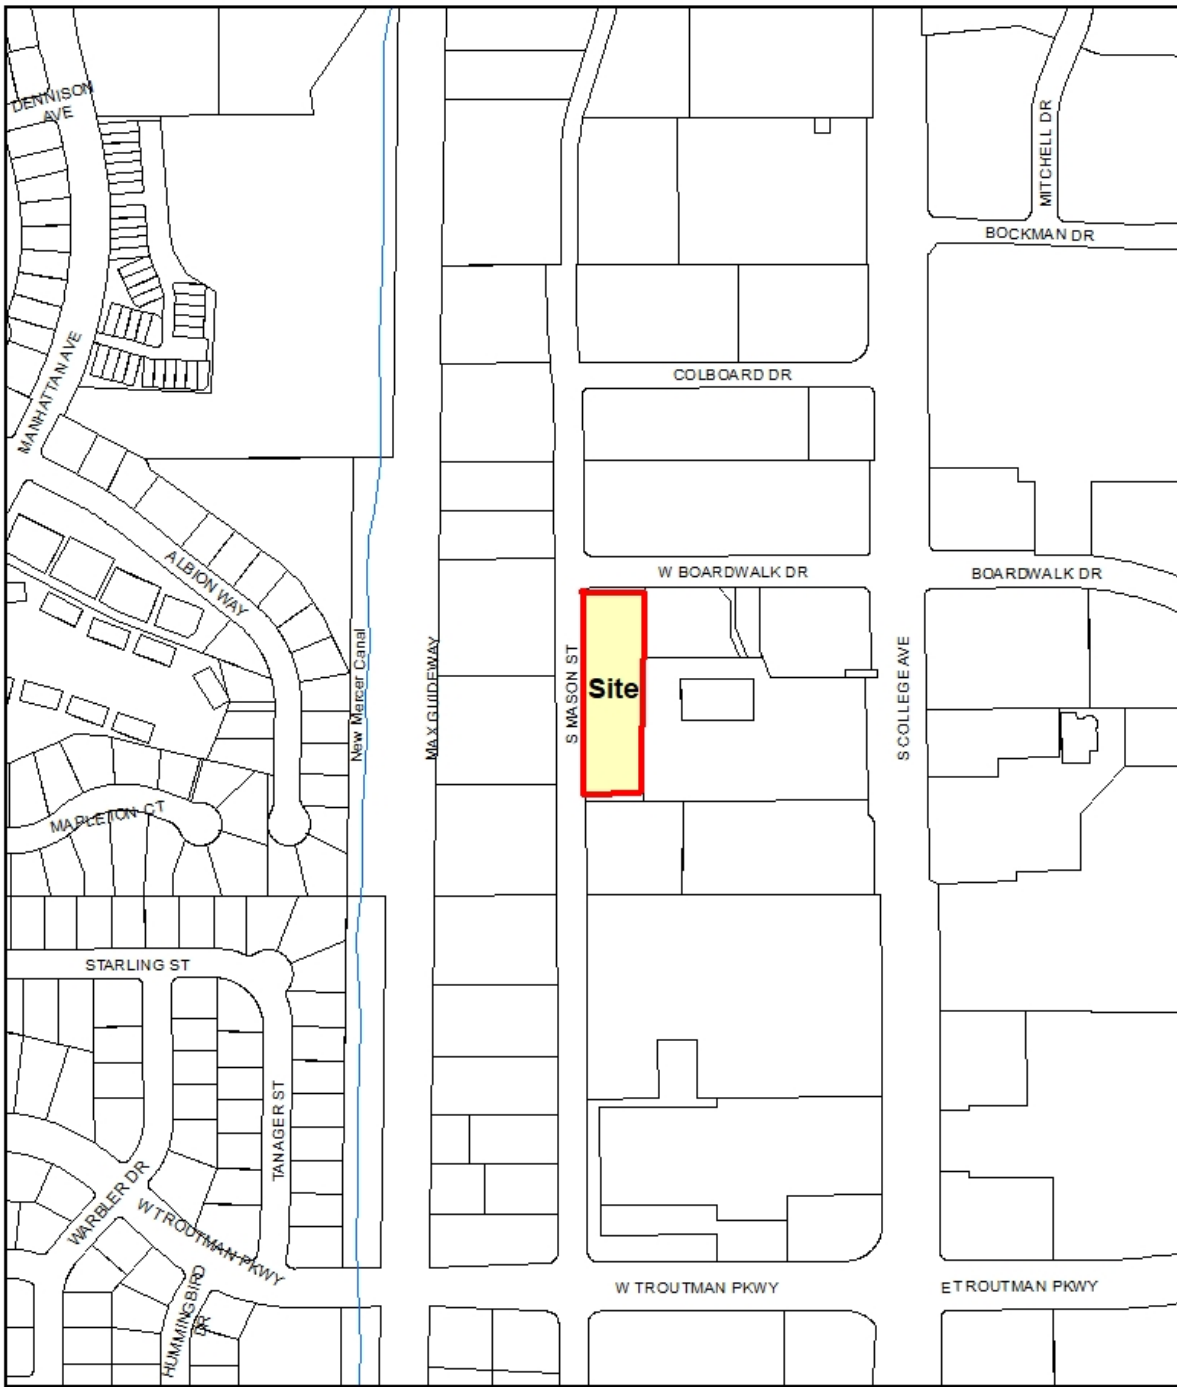 DENNISON
AVE
MITCHELL DR
BOCKMAN DR
MANHATTAN AVE
COLBOARD DR
ALBION WAY
W BOARDWALK DR
BOARDWALK DR
New Mercer Canal
MAX GUIDEWAY
S MASON ST
Site
S COLLEGE AVE
MAPLETON CT
STARLING ST
TANAGER ST
WARBLER DR
W TROUTMAN PKWY
HUMMINGBIRD
DR
W TROUTMAN PKWY
E TROUTMAN PKWY